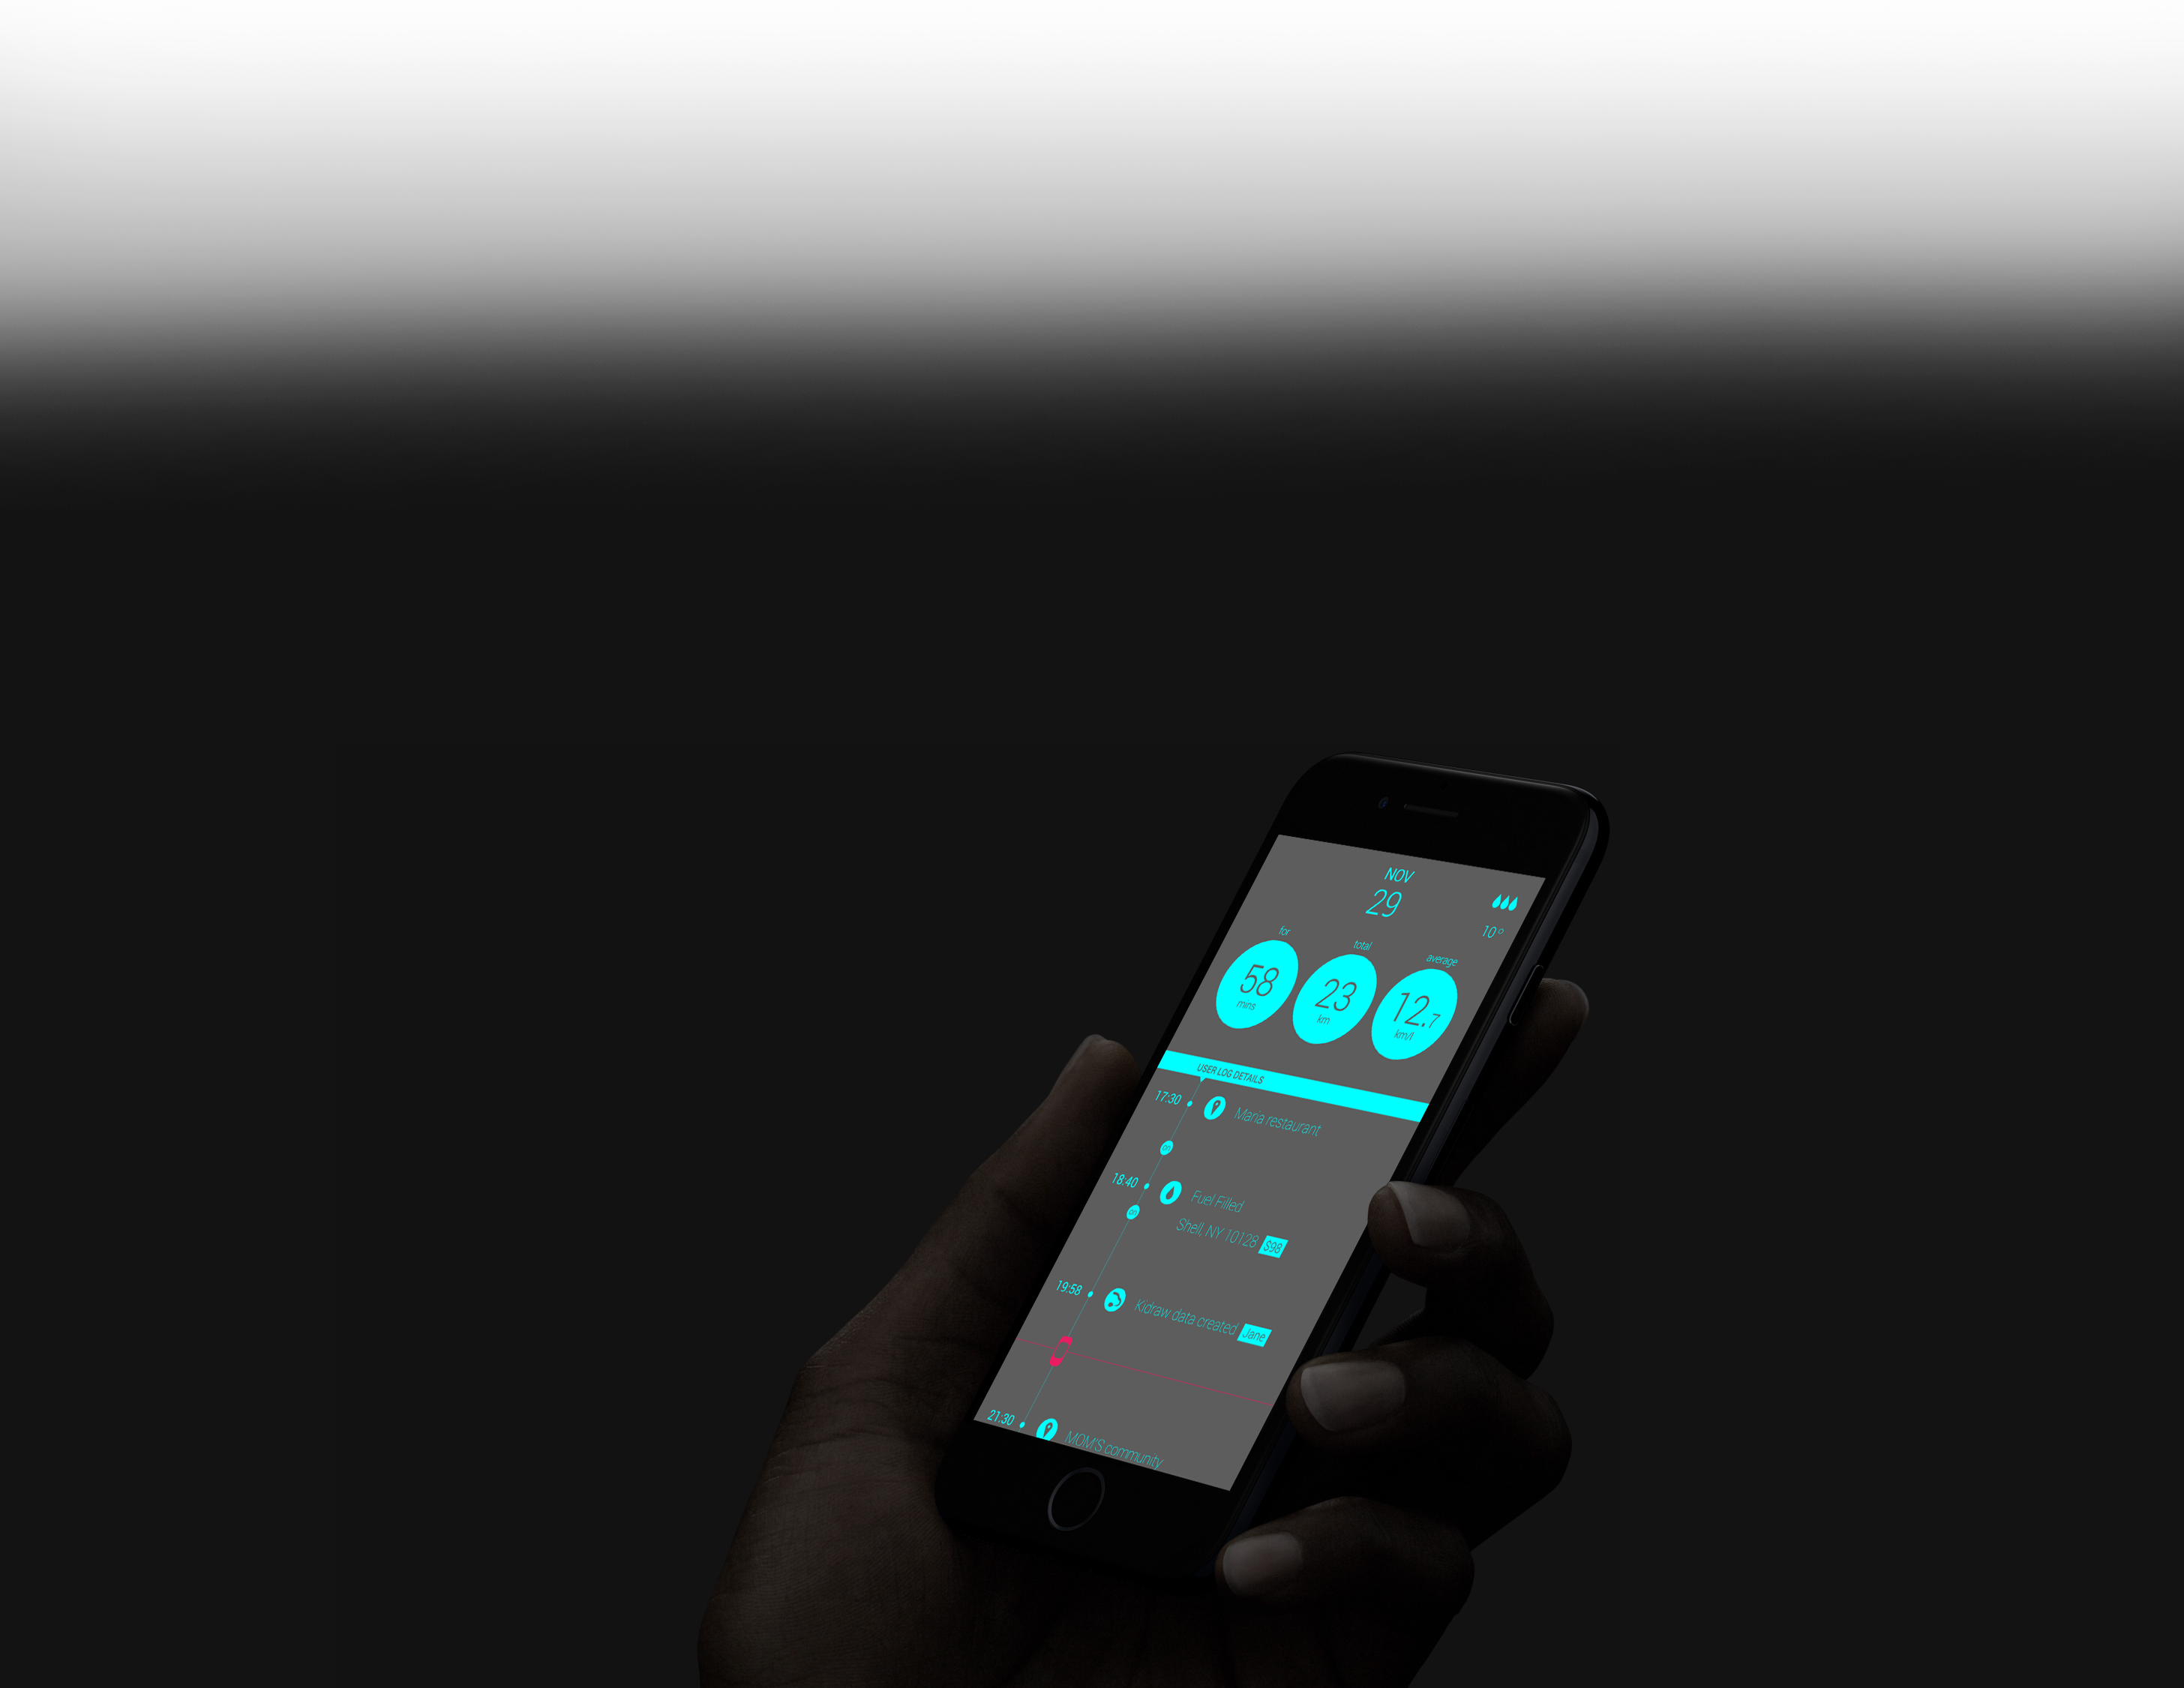 NOV
29
10°
for
total
average
58
mins
23
km
12.7
km/l
USER LOG DETAILS
17:30
Maria restaurant
18:40
Fuel Filled
Shell, NY 10128 $98
19:58
Kidraw data created Jane
21:30
MOM'S community